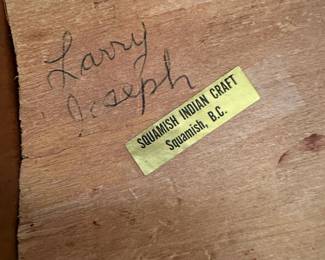 Larry
Joseph
SQUAMISH INDIAN CRAFT
Squamish, B.C.